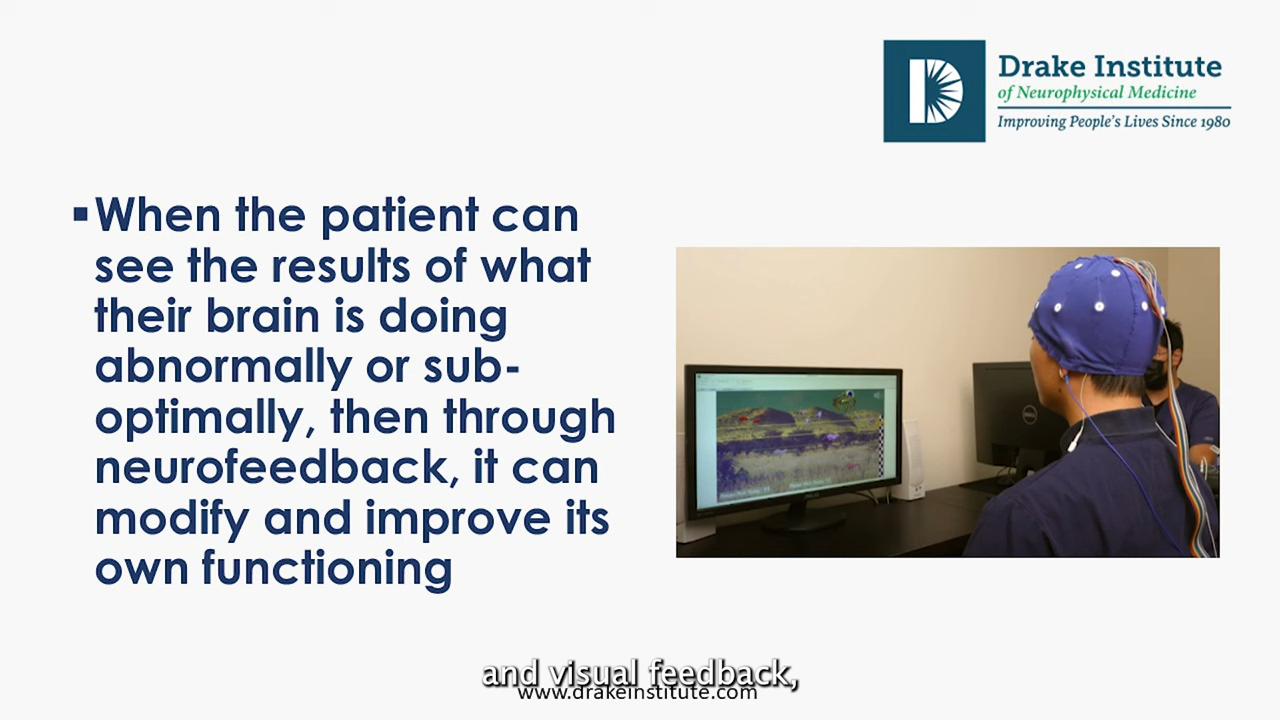 Drake Institute
of Neurophysical Medicine
Improving People's Lives Since 1980
▪When the patient can
see the results of what
their brain is doing
abnormally or sub-
optimally, then through
neurofeedback, it can
modify and improve its
own functioning
DELL
ASUS
and visual feedback,
www.drakeinstitute.com